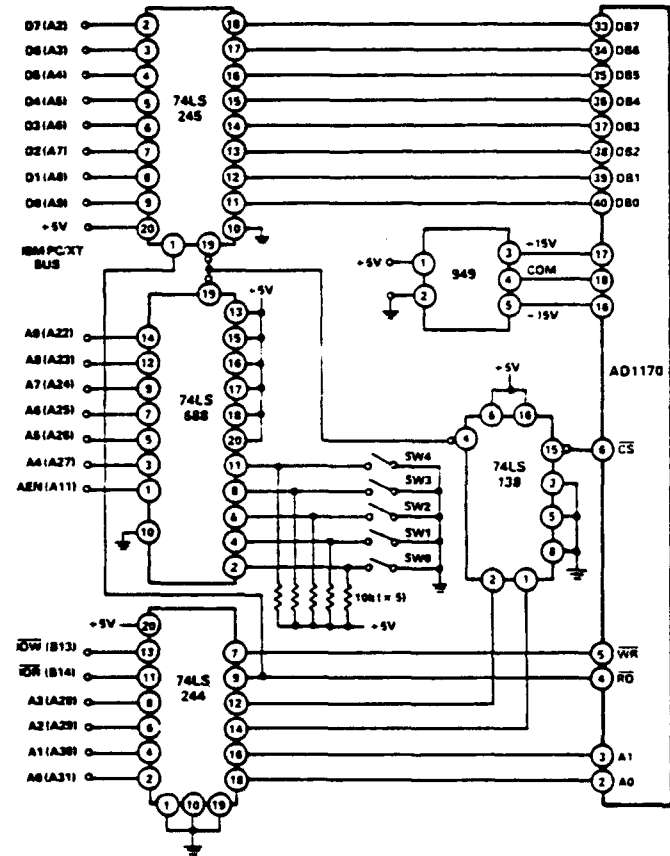 D7(A2) 2 18 33 DB7
D6(A3) 3 17 34 DB6
D5(A4) 4 16 35 DB5
D4(A5) 5 15 36 DB4
74LS
245
D3(A6) 6 14 37 DB3
D2(A7) 7 13 38 DB2
D1(A8) 8 12 39 DB1
D0(A9) 9 11 40 DB0
+5V 20 10
1 19
IBM PC/XT
BUS
+5V 1 949 3 -15V 17
4 COM 18
2 5 -15V 16
19 +5V
13
A9(A22) 14 15
A8(A23) 12 16
A7(A24) 9 17
74LS
688
A6(A25) 7 18
A5(A26) 5 20
A4(A27) 3 11 SW4
AEN(A11) 1 8 SW3
6 SW2
10 4 SW1
2 SW0
10k (× 5)
+5V
AD1170
+5V
6 16
4 15 6 CS
74LS
138
3
5
8
2 1
+5V 20
IOW (B13) 13 7 5 WR
IOR (B14) 11 9 4 RD
74LS
244
A3(A28) 8 12
A2(A29) 6 14
A1(A30) 4 16 3 A1
A0(A31) 2 18 2 A0
1 10 19